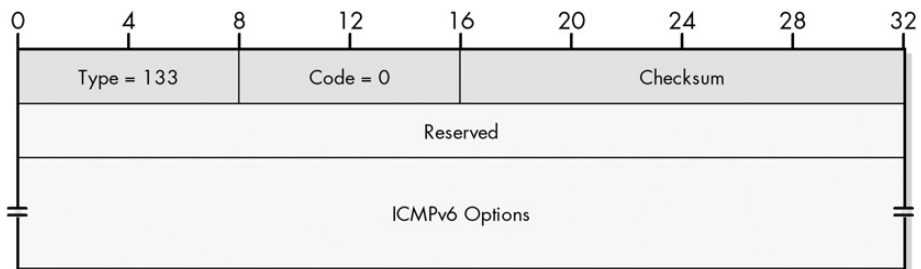 0 4 8 12 16 20 24 28 32
Type = 133 Code = 0 Checksum
Reserved
ICMPv6 Options